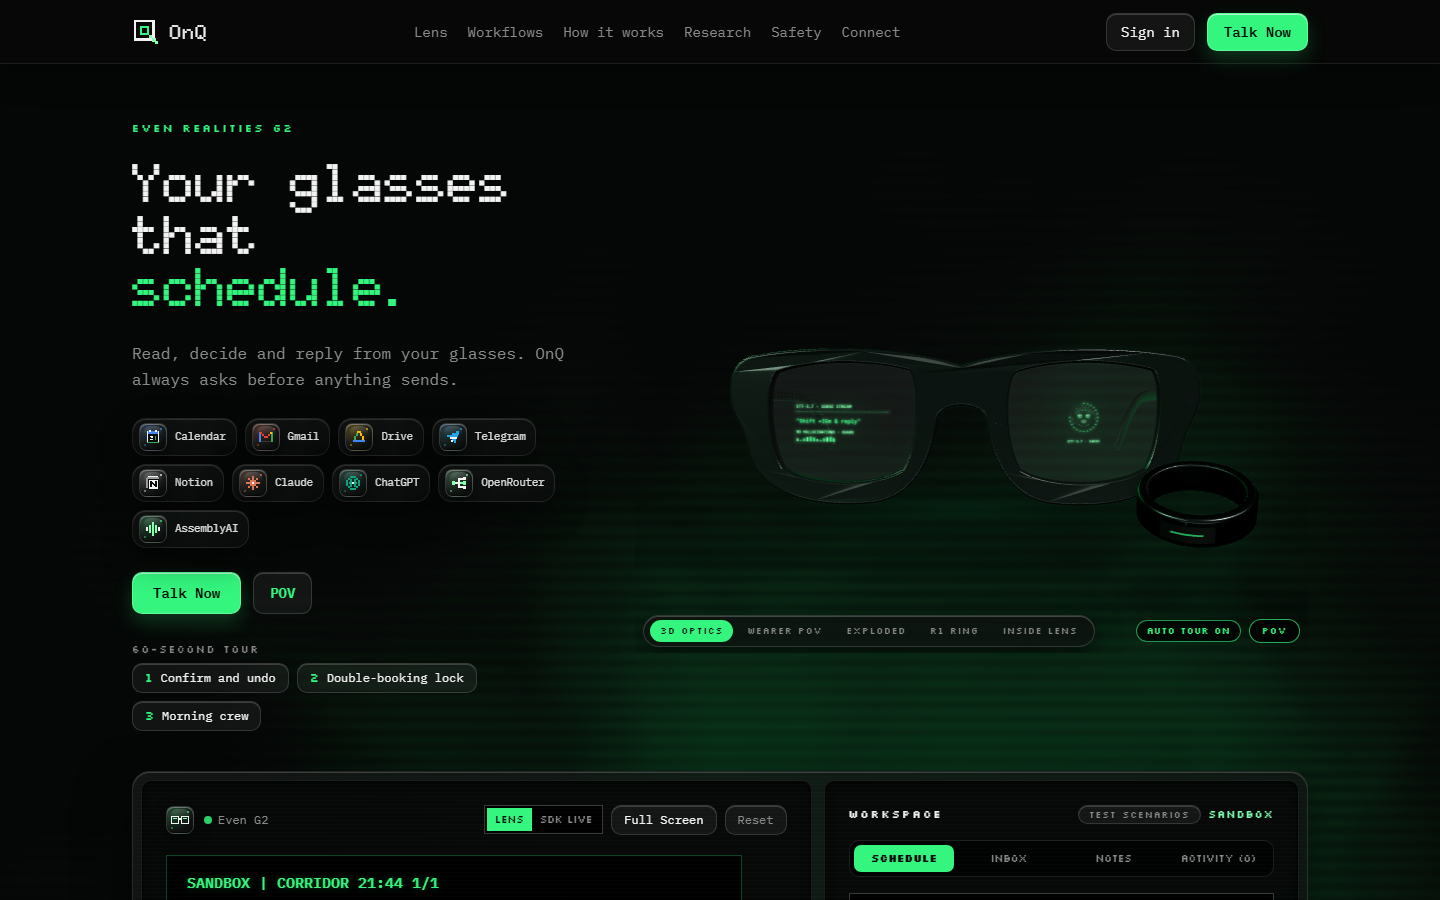 OnQ
Lens Workflows How it works Research Safety Connect
Sign in
Talk Now
EVEN REALITIES G2
Your glasses
that
schedule.
Read, decide and reply from your glasses. OnQ
always asks before anything sends.
Calendar Gmail Drive Telegram
Notion Claude ChatGPT OpenRouter
AssemblyAI
Talk Now POV
60-SECOND TOUR
1 Confirm and undo 2 Double-booking lock
3 Morning crew
"Shift +15m & reply"
3D OPTICS WEARER POV EXPLODED R1 RING INSIDE LENS
AUTO TOUR ON POV
Even G2
LENS SDK LIVE Full Screen Reset
SANDBOX | CORRIDOR 21:44 1/1
WORKSPACE TEST SCENARIOS SANDBOX
SCHEDULE INBOX NOTES ACTIVITY (0)